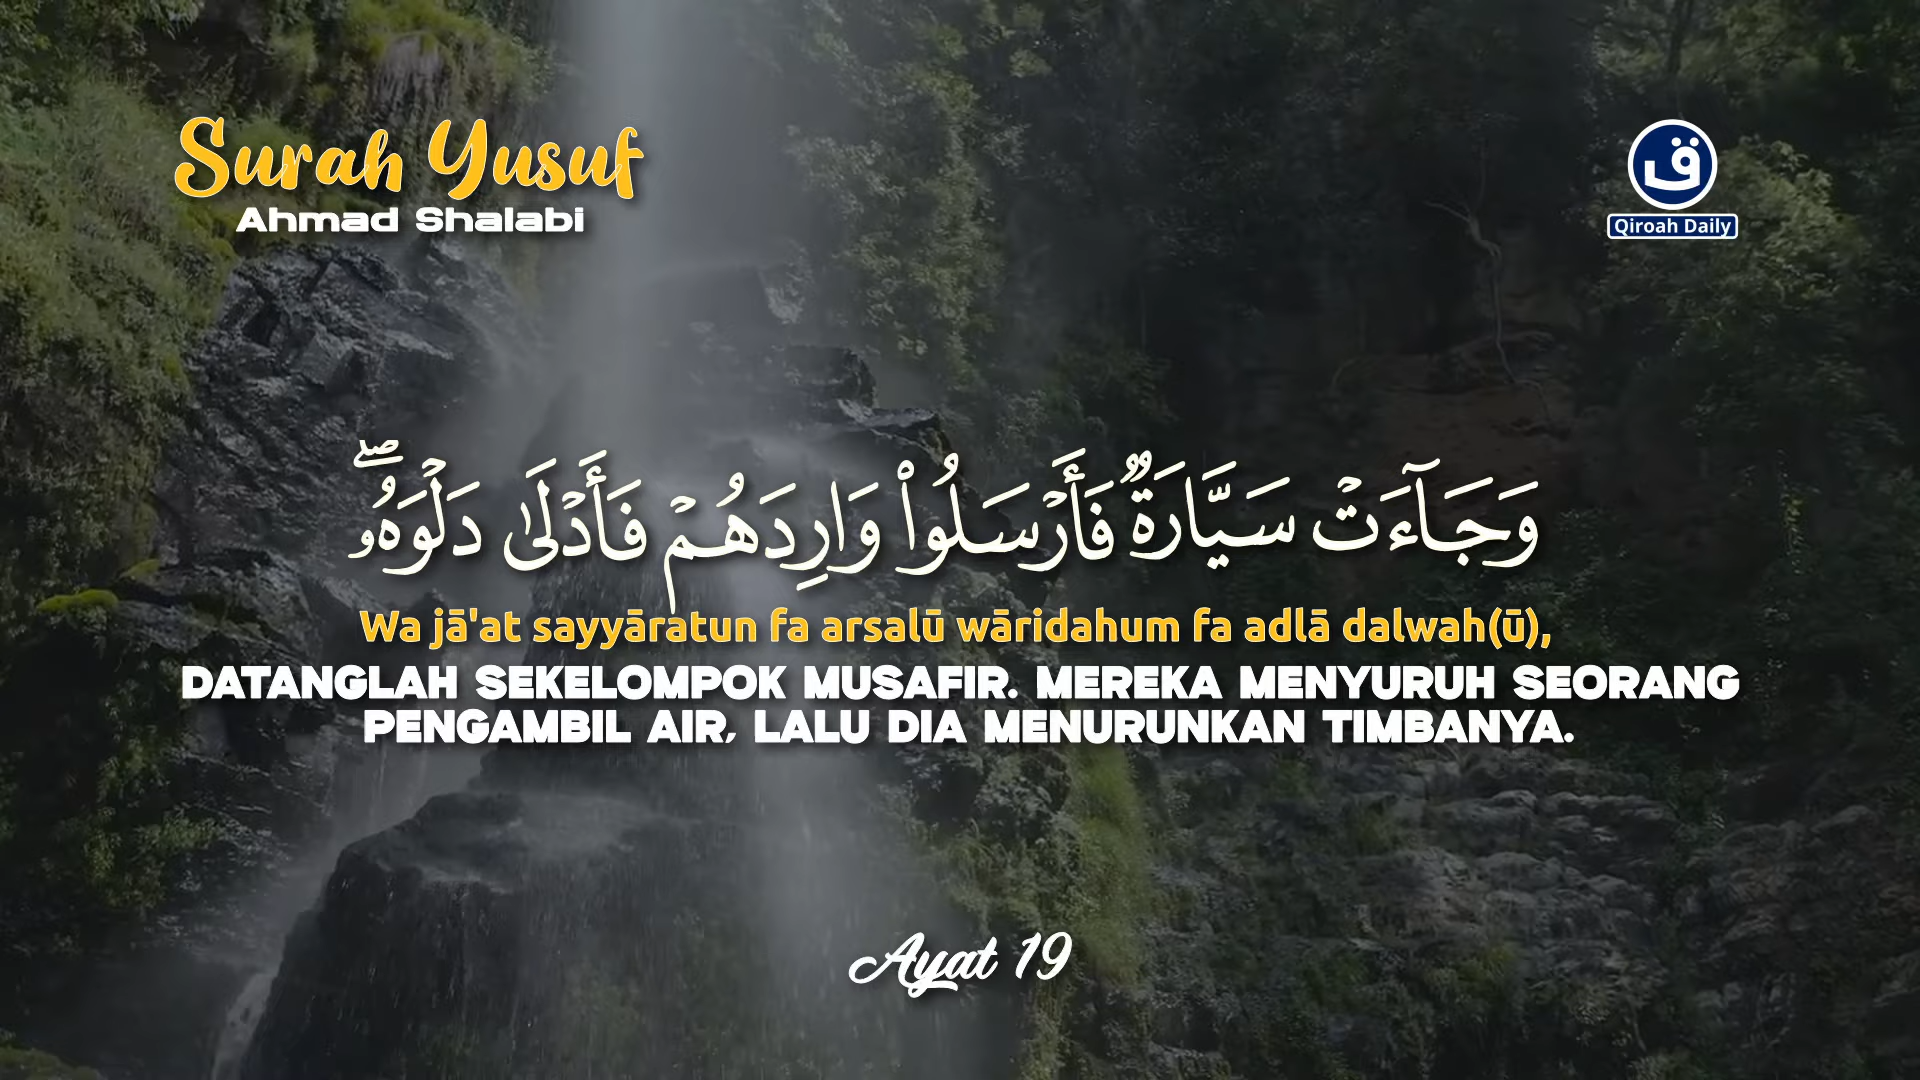 Surah Yusuf
Ahmad Shalabi
ق
Qiroah Daily
وَجَآءَتْ سَيَّارَةٌ فَأَرْسَلُوا۟ وَارِدَهُمْ فَأَدْلَىٰ دَلْوَهُۥ ۖ
Wa jā'at sayyāratun fa arsalū wāridahum fa adlā dalwah(ū),
DATANGLAH SEKELOMPOK MUSAFIR. MEREKA MENYURUH SEORANG
PENGAMBIL AIR, LALU DIA MENURUNKAN TIMBANYA.
Ayat 19